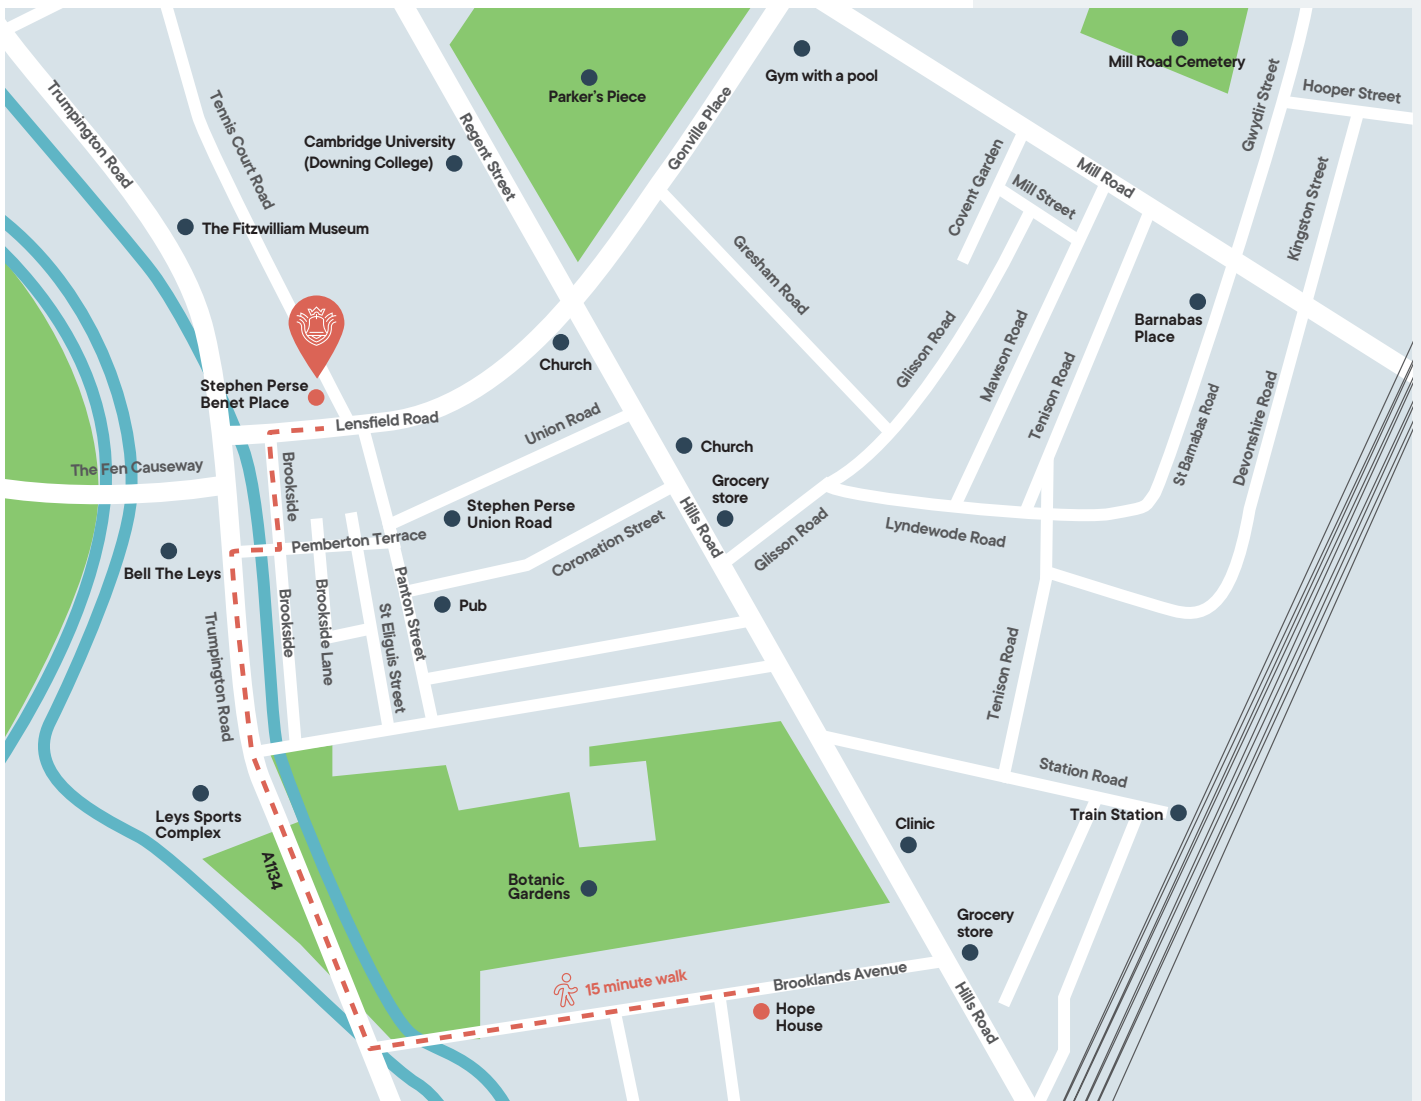 Mill Road Cemetery
Gym with a pool
Parker's Piece
Hooper Street
Gwydir Street
Kingston Street
Trumpington Road
Tennis Court Road
Cambridge University
(Downing College)
Regent Street
Gonville Place
Mill Road
Covent Garden
Mill Street
The Fitzwilliam Museum
Gresham Road
Barnabas
Place
Church
Glisson Road
Mawson Road
Tenison Road
St Barnabas Road
Devonshire Road
Stephen Perse
Benet Place
Lensfield Road
Union Road
Church
The Fen Causeway
Brookside
Grocery
store
Stephen Perse
Union Road
Hills Road
Coronation Street
Glisson Road
Lyndewode Road
Pemberton Terrace
Bell The Leys
Brookside
Brookside Lane
St Eliguis Street
Panton Street
Pub
Trumpington Road
Tenison Road
Station Road
Train Station
Leys Sports
Complex
Clinic
A1134
Botanic
Gardens
Grocery
store
15 minute walk
Brooklands Avenue
Hope
House
Hills Road